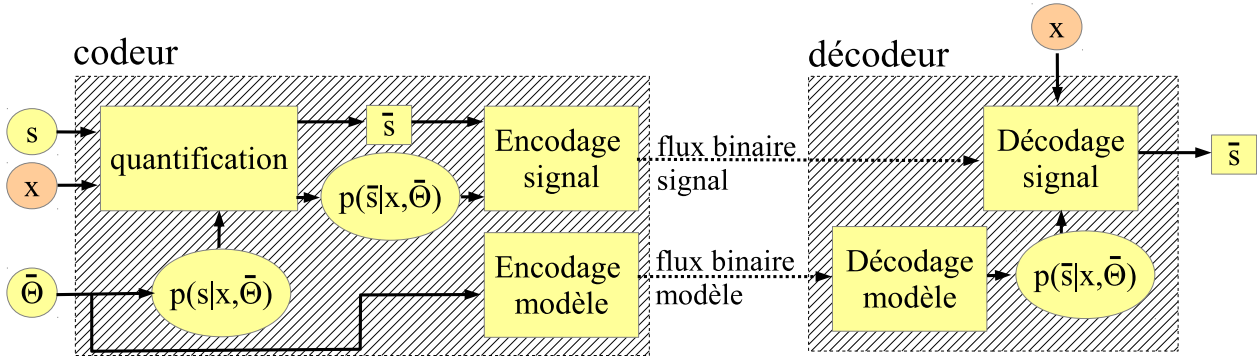 codeur
s
x
Θ̄
quantification
p(s|x,Θ̄)
s̄
p(s̄|x,Θ̄)
Encodage
signal
Encodage
modèle
flux binaire
signal
flux binaire
modèle
décodeur
x
Décodage
signal
Décodage
modèle
p(s̄|x,Θ̄)
s̄